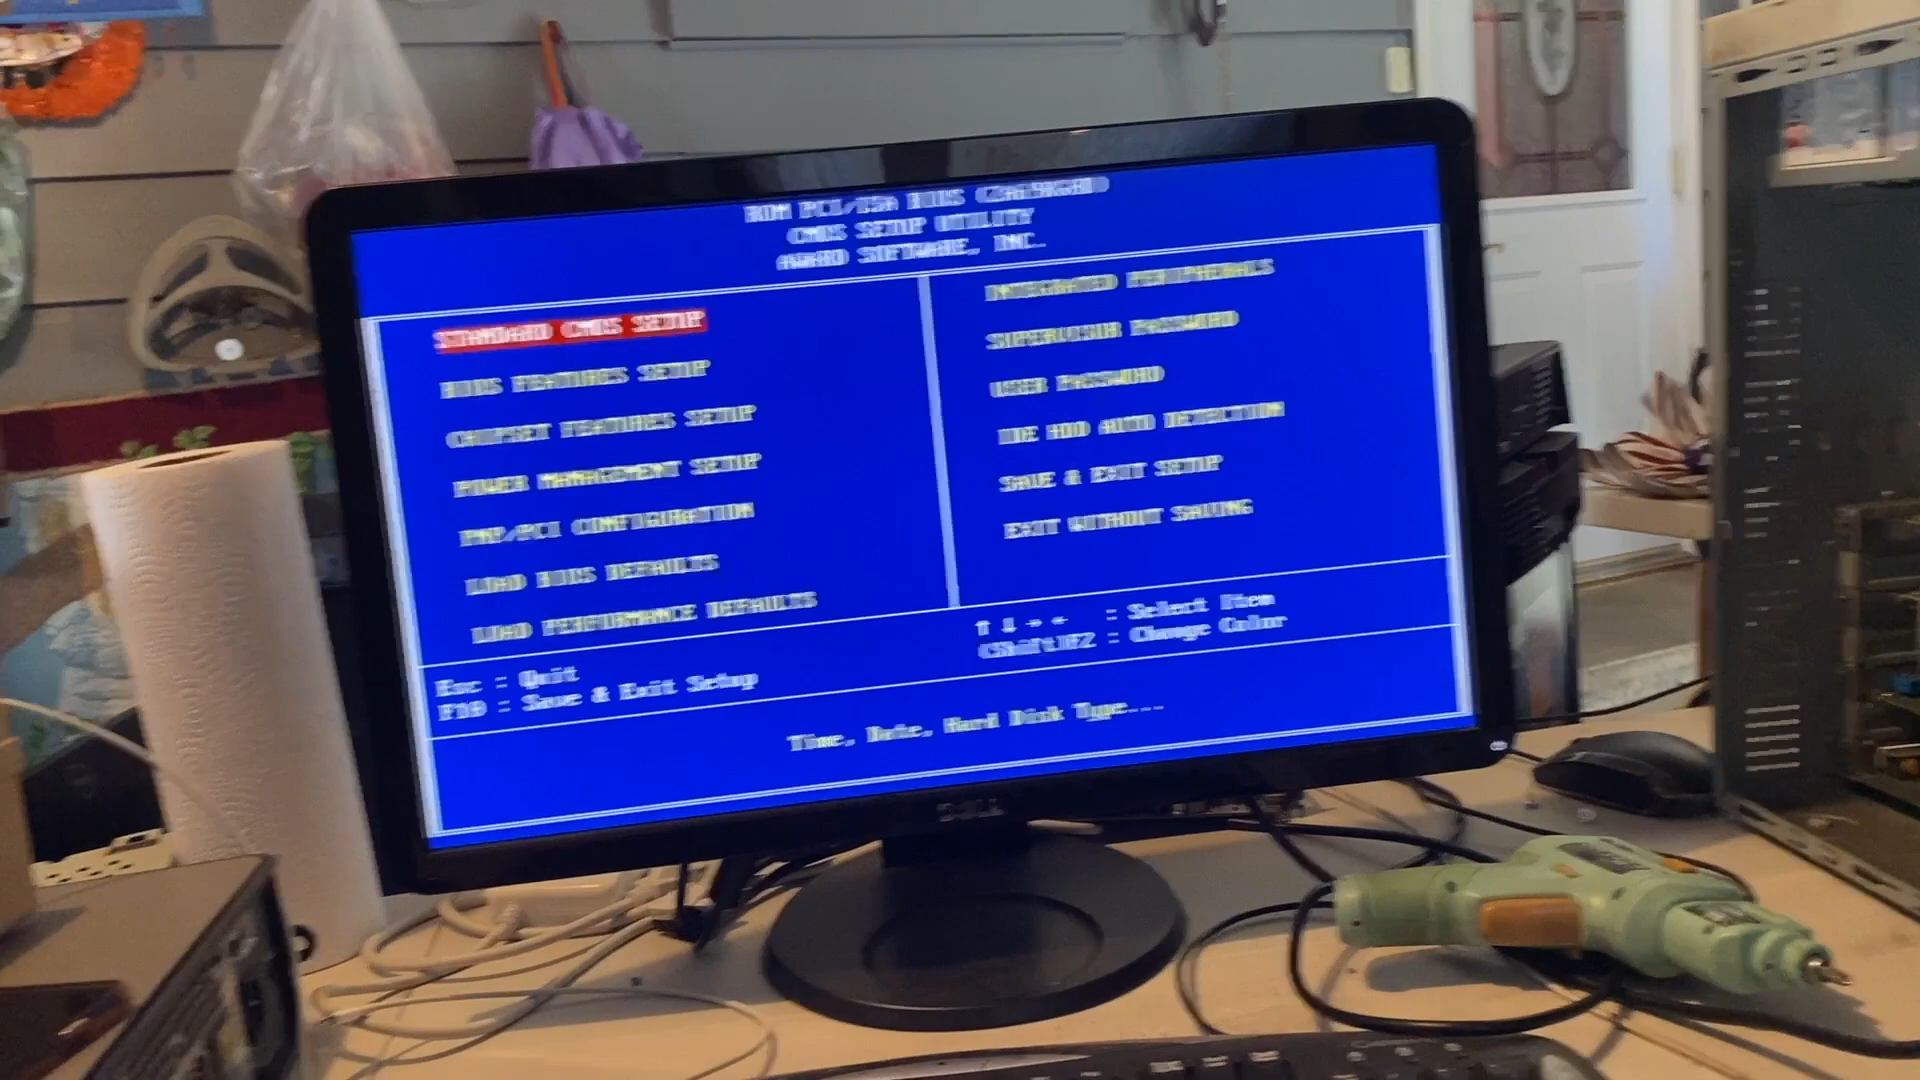 ROM PCI/ISA BIOS
CMOS SETUP UTILITY
AWARD SOFTWARE, INC.
STANDARD CMOS SETUP
BIOS FEATURES SETUP
CHIPSET FEATURES SETUP
POWER MANAGEMENT SETUP
PNP/PCI CONFIGURATION
LOAD BIOS DEFAULTS
LOAD PERFORMANCE DEFAULTS
INTEGRATED PERIPHERALS
SUPERVISOR PASSWORD
USER PASSWORD
IDE HDD AUTO DETECTION
SAVE & EXIT SETUP
EXIT WITHOUT SAVING
Esc : Quit
F10 : Save & Exit Setup
↑ ↓ → ← : Select Item
(Shift)F2 : Change Color
Time, Date, Hard Disk Type...
DELL